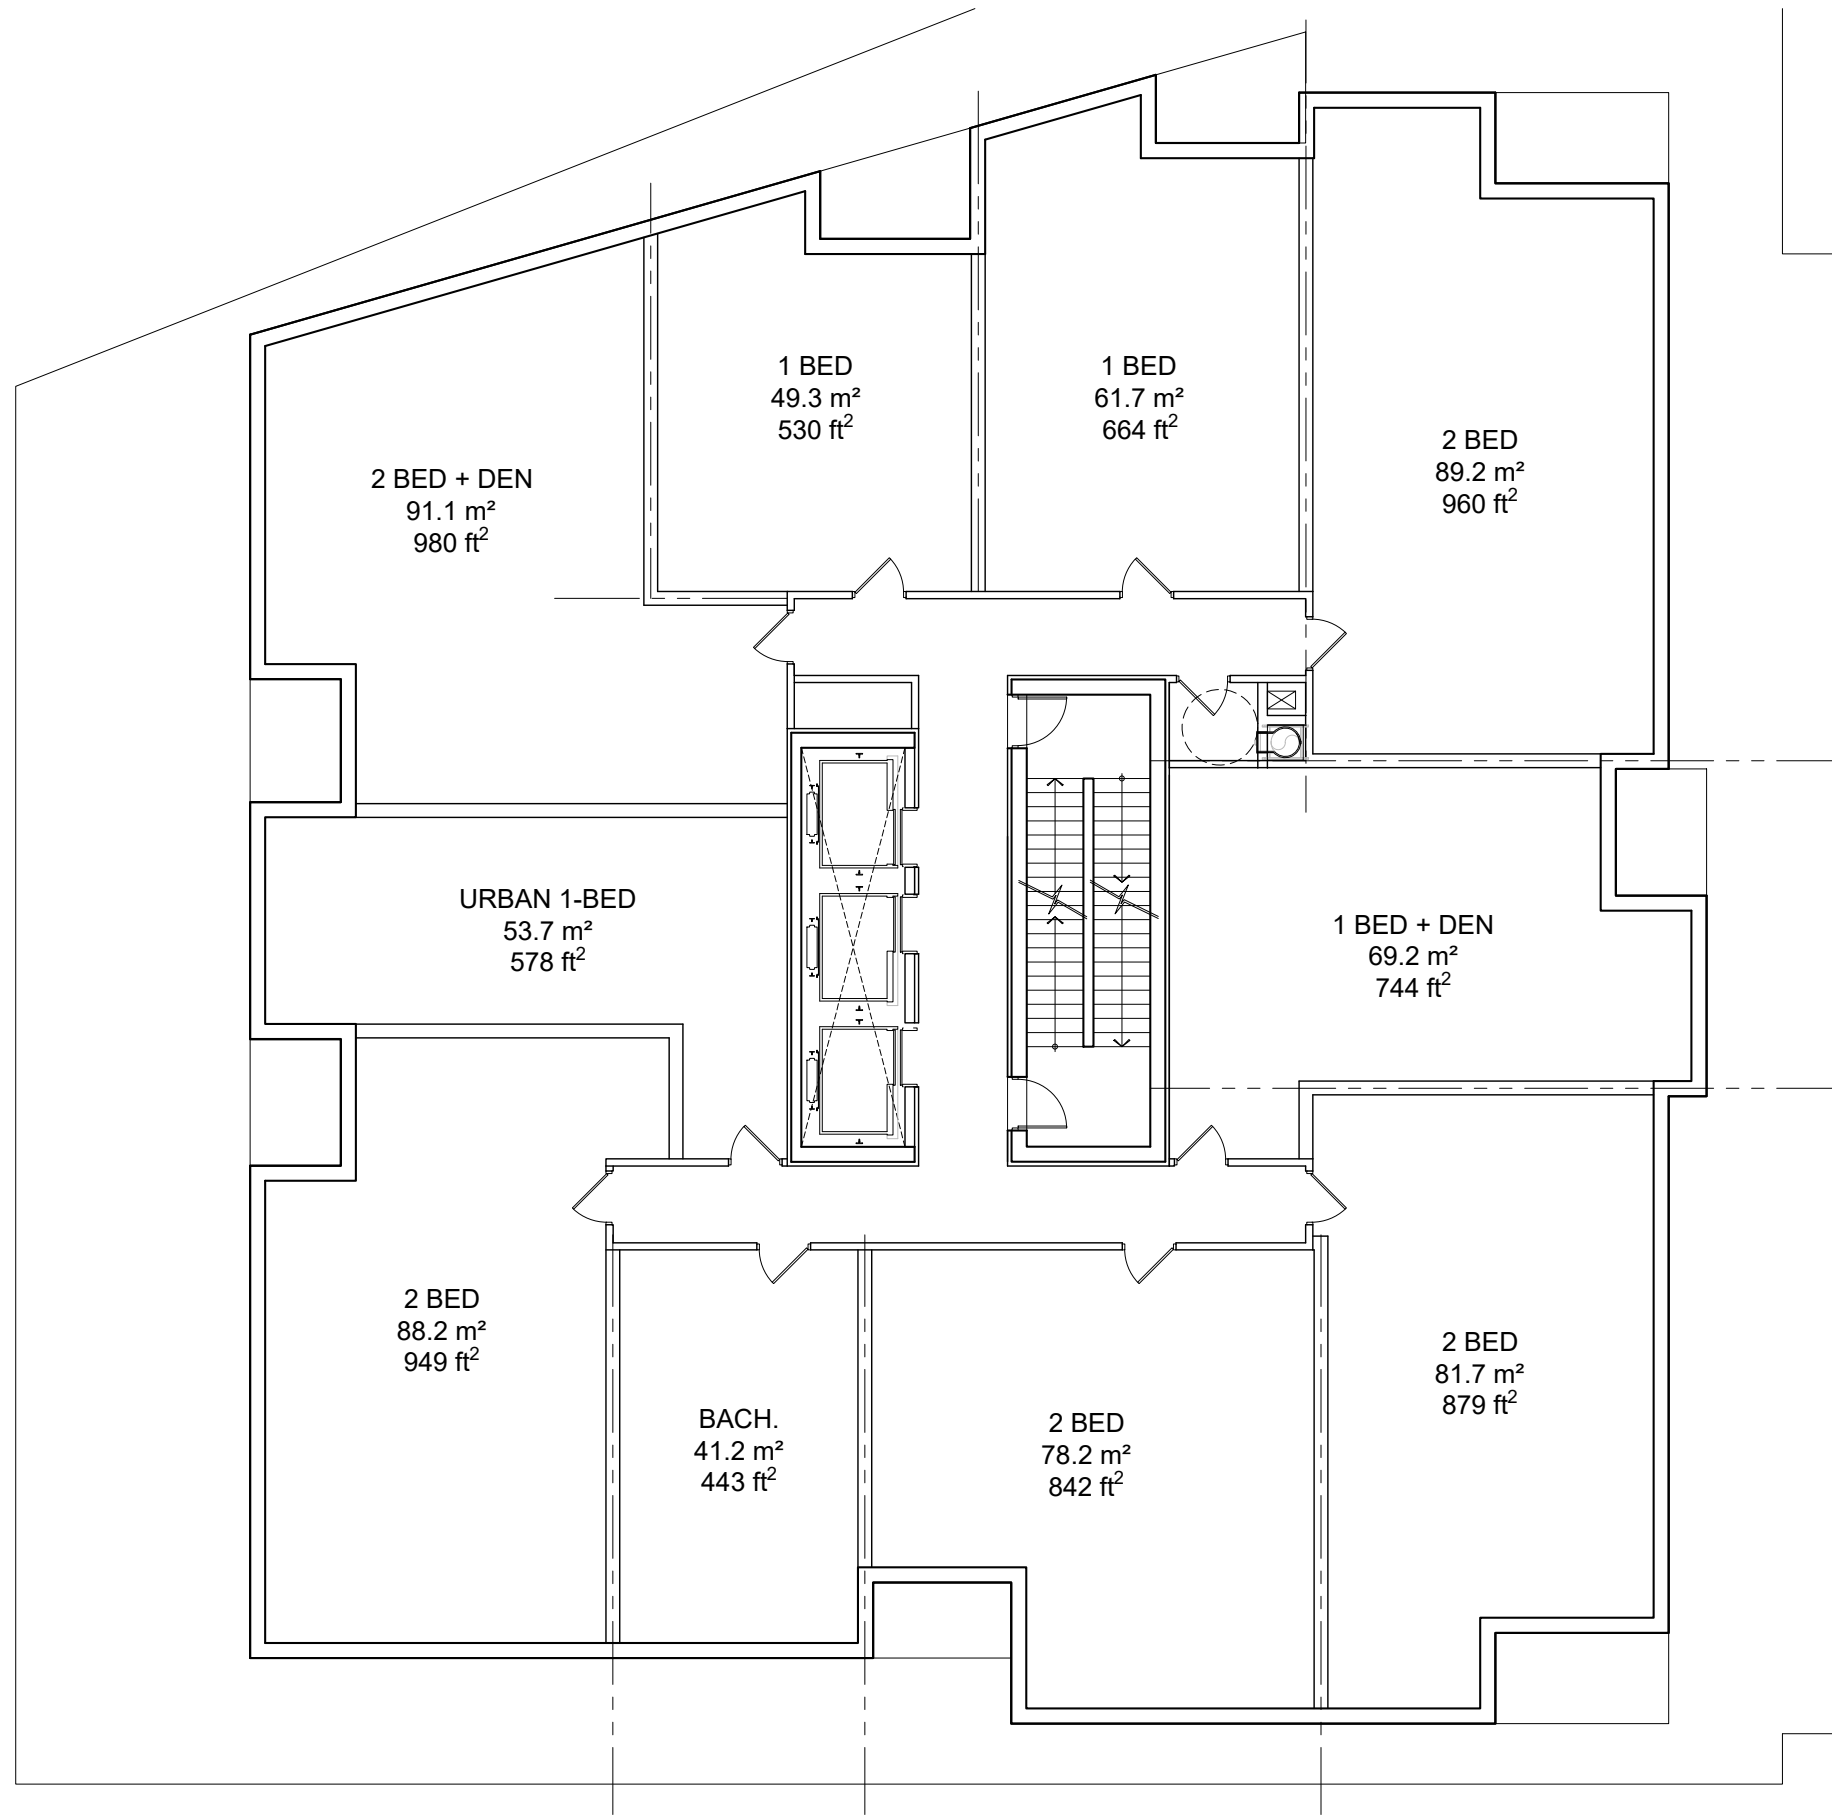 1 BED
49.3 m²
530 ft²
1 BED
61.7 m²
664 ft²
2 BED
89.2 m²
960 ft²
2 BED + DEN
91.1 m²
980 ft²
URBAN 1-BED
53.7 m²
578 ft²
1 BED + DEN
69.2 m²
744 ft²
2 BED
88.2 m²
949 ft²
BACH.
41.2 m²
443 ft²
2 BED
78.2 m²
842 ft²
2 BED
81.7 m²
879 ft²